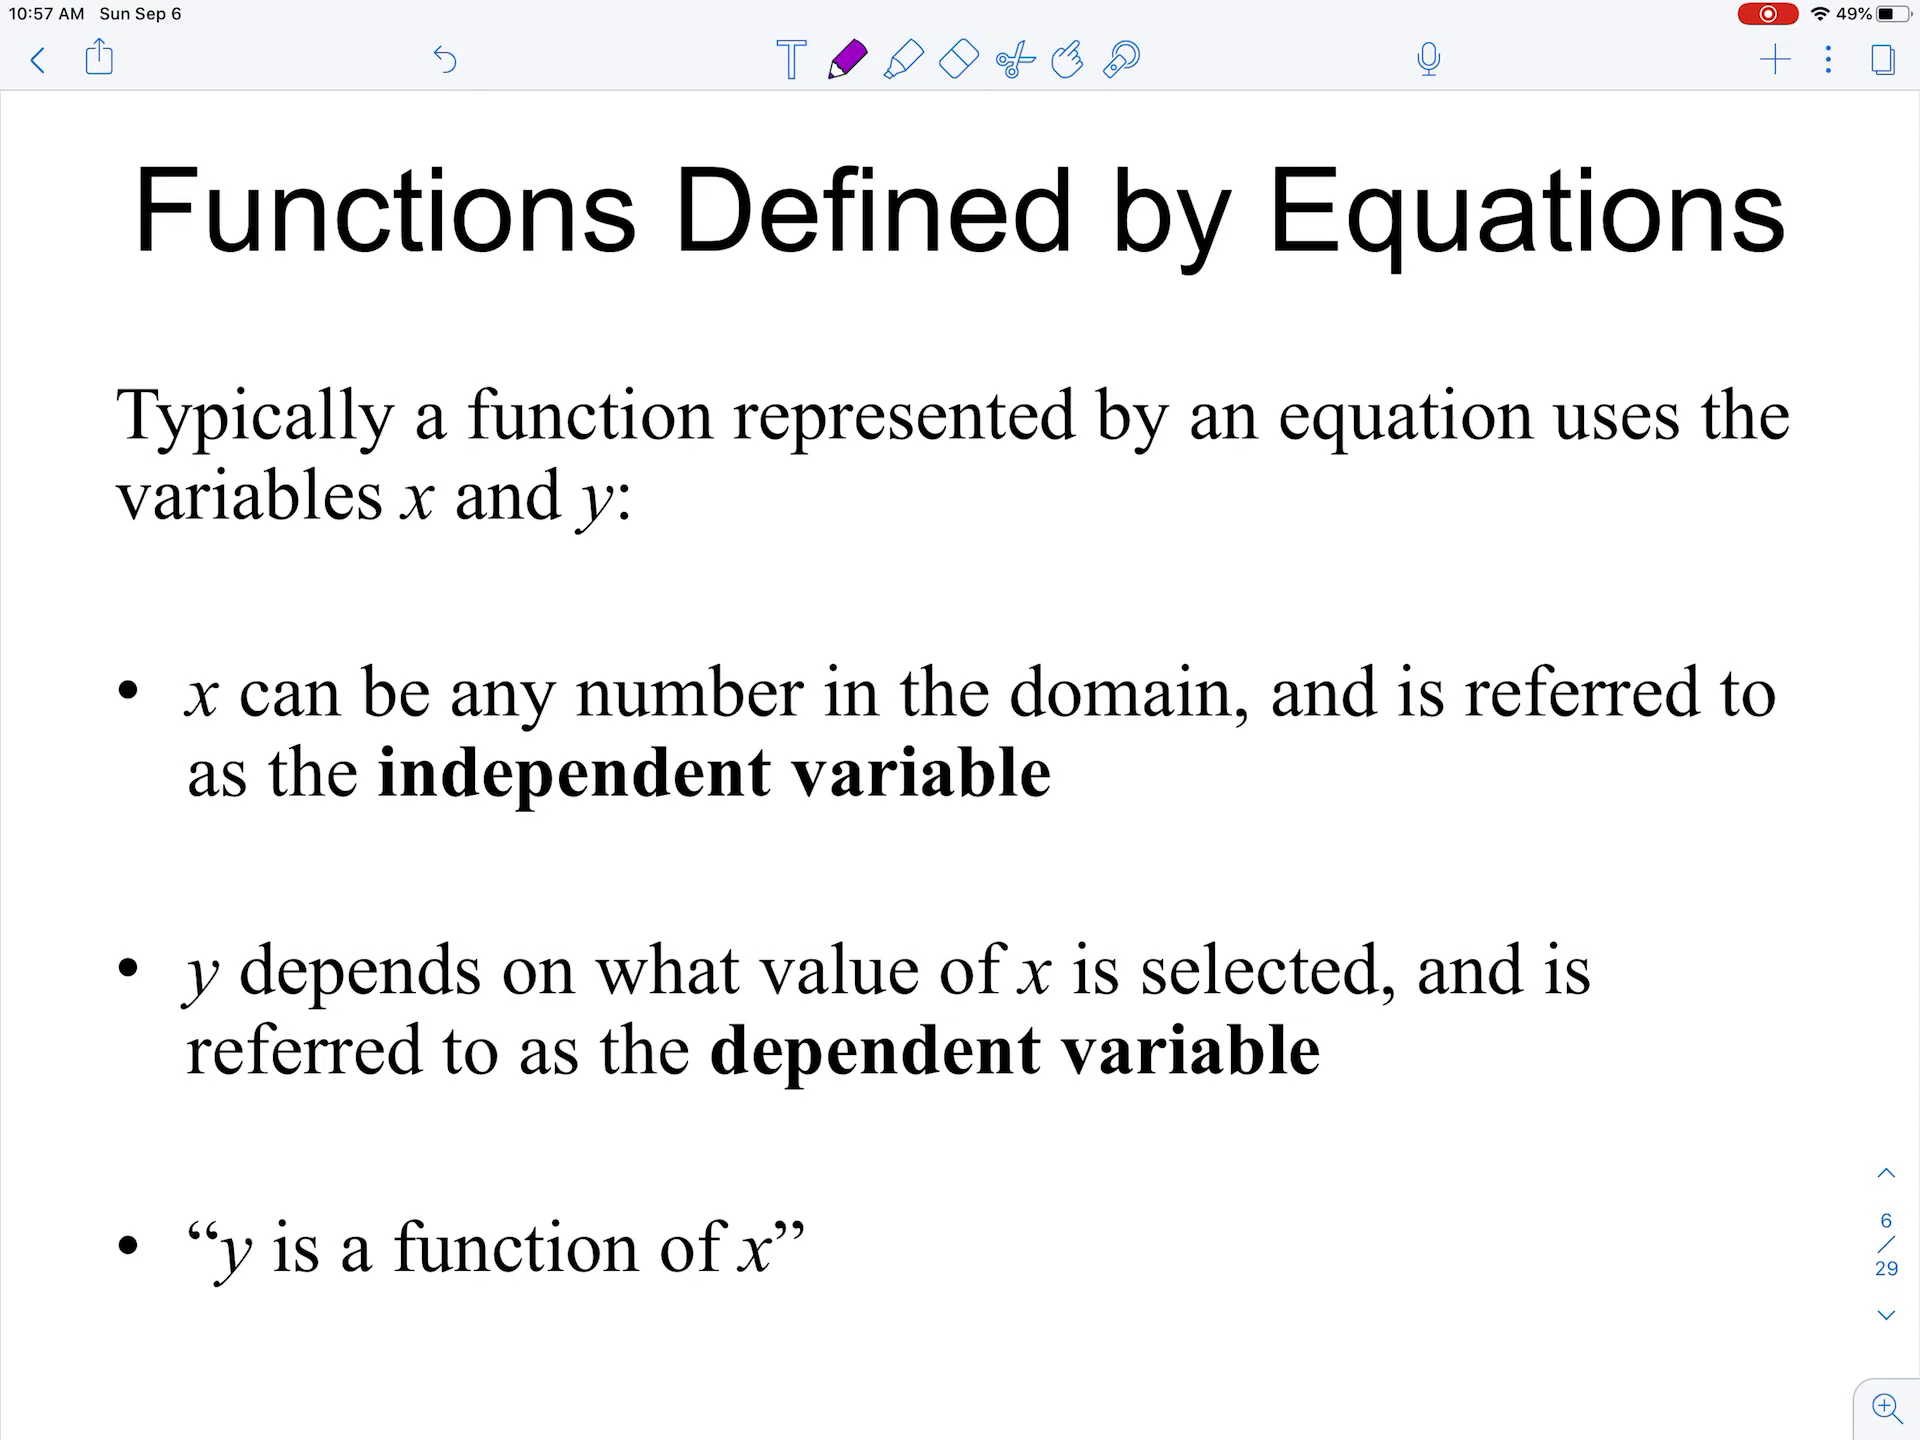 10:57 AM Sun Sep 6
49%
Functions Defined by Equations
Typically a function represented by an equation uses the
variables x and y:
• x can be any number in the domain, and is referred to
as the independent variable
• y depends on what value of x is selected, and is
referred to as the dependent variable
• “y is a function of x”
6
/
29